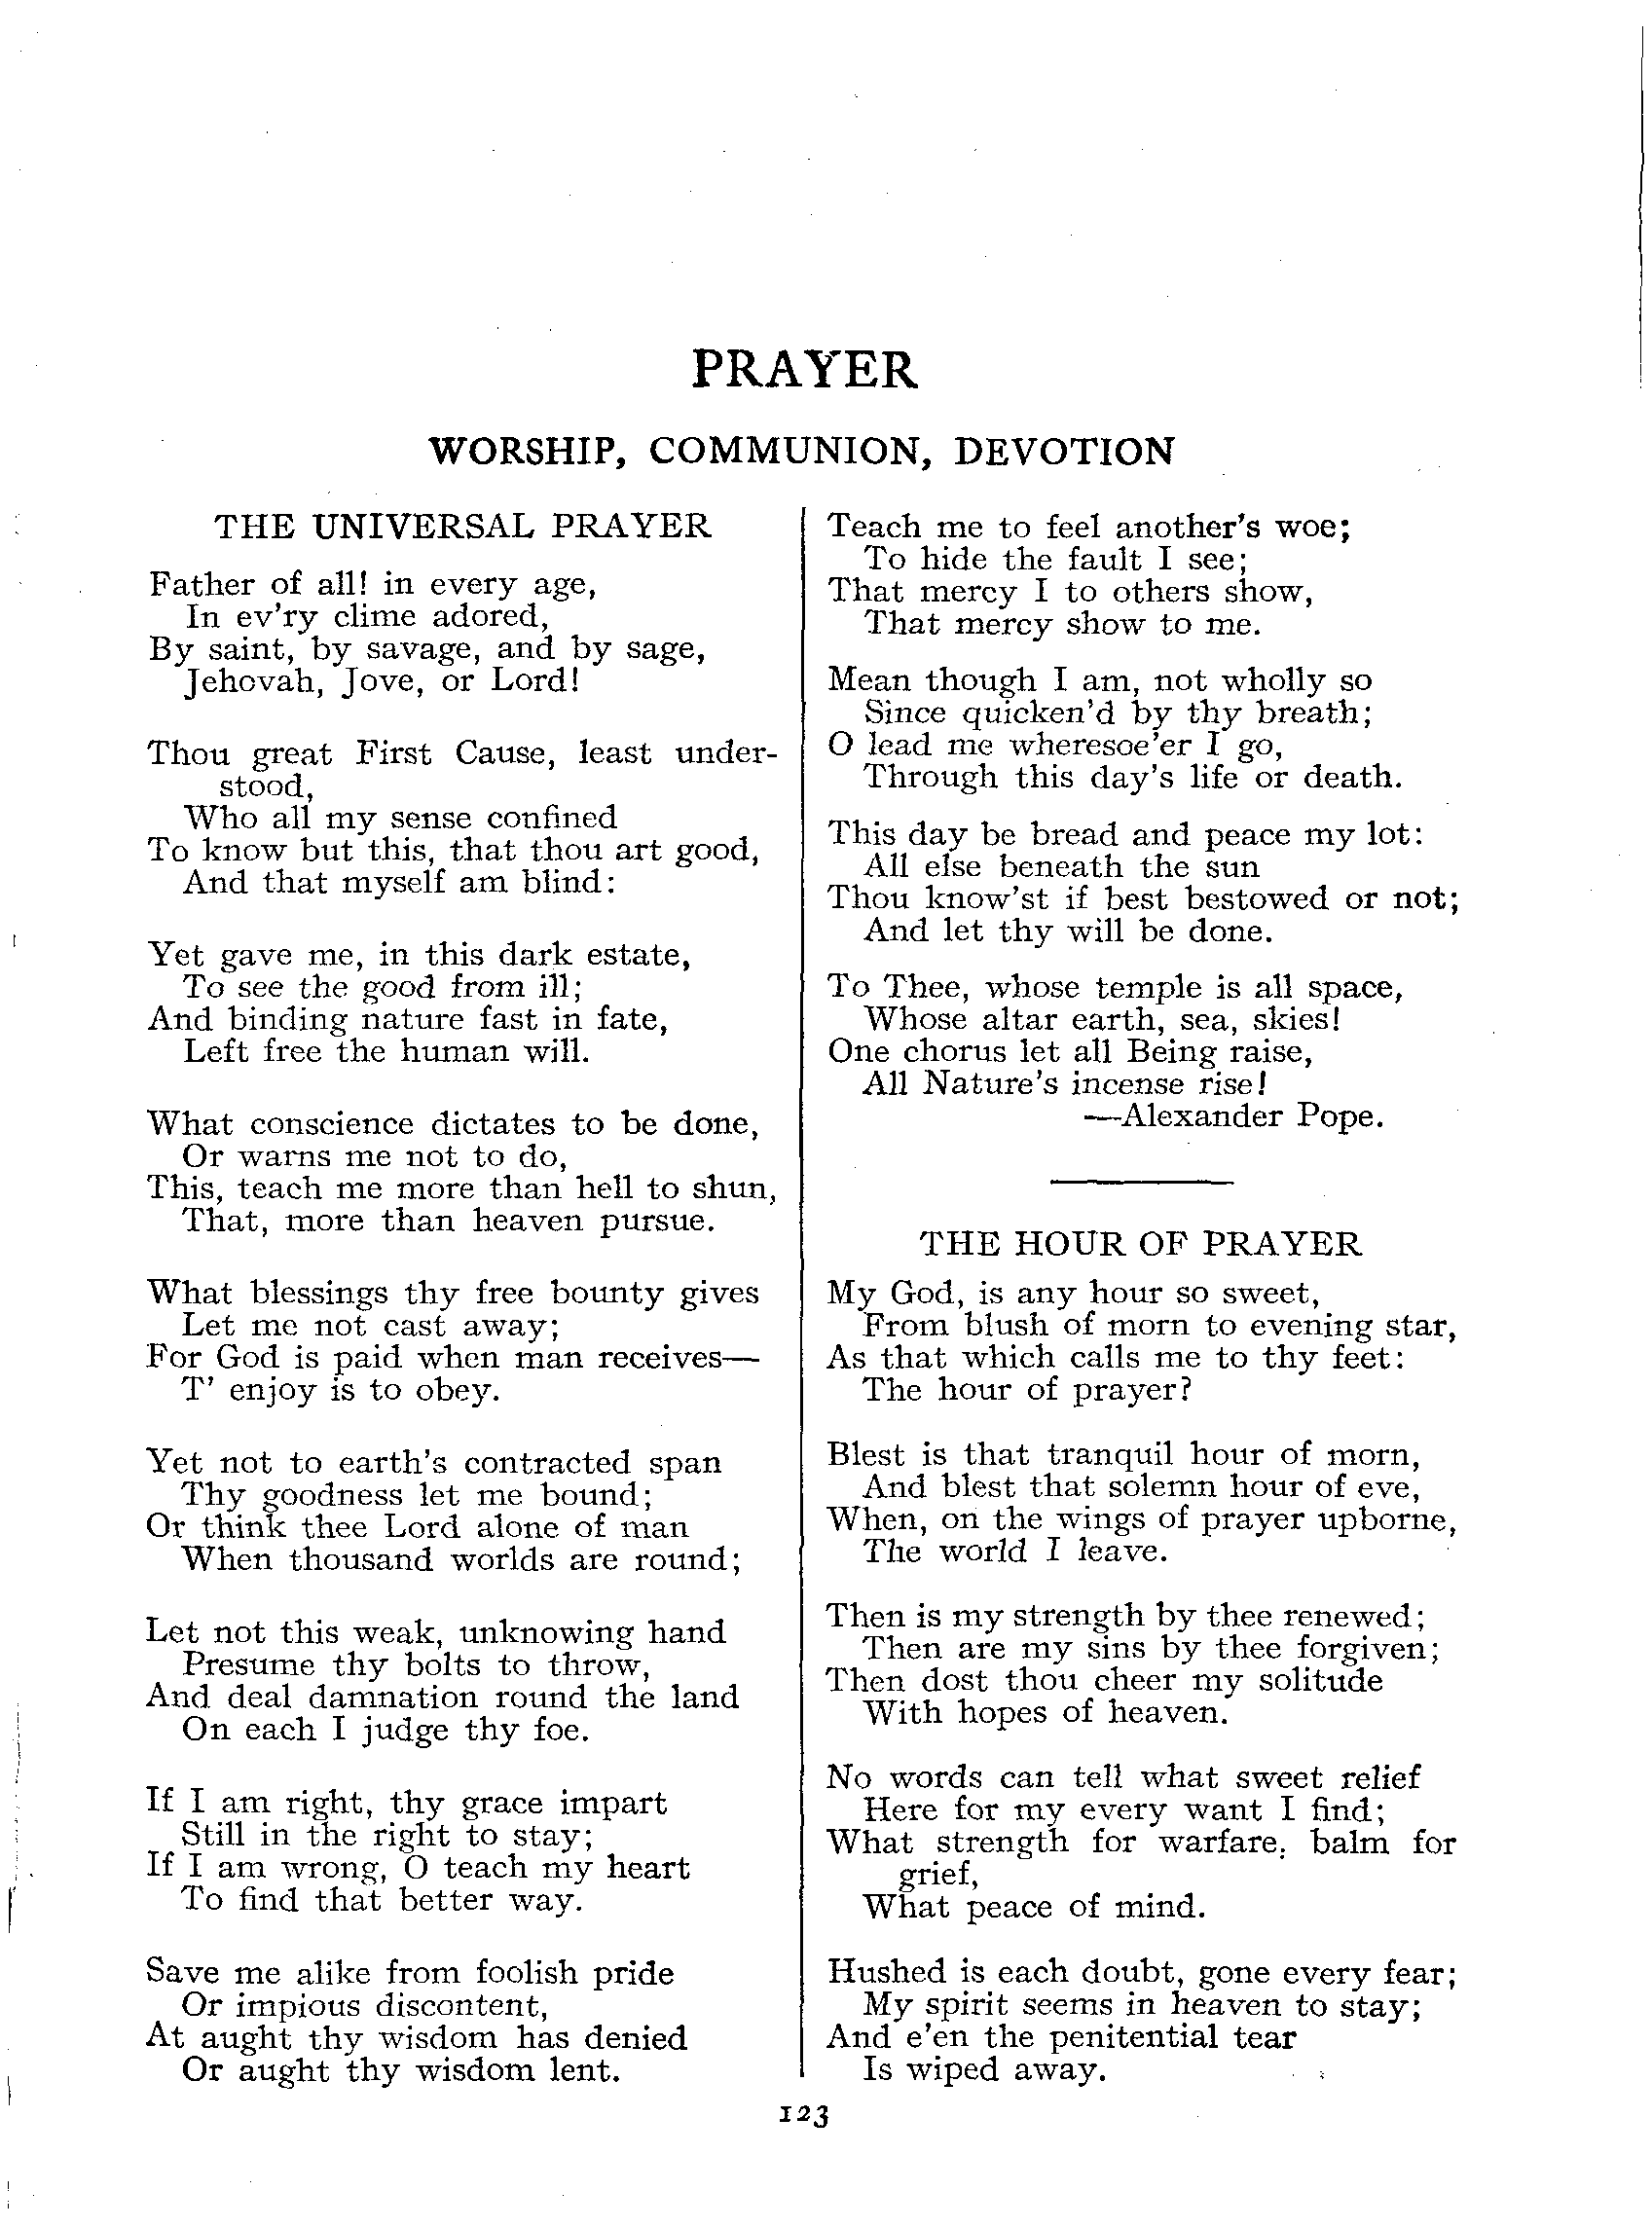 PRAYER
WORSHIP, COMMUNION, DEVOTION
THE UNIVERSAL PRAYER
Father of all! in every age,
In ev'ry clime adored,
By saint, by savage, and by sage,
Jehovah, Jove, or Lord!
Thou great First Cause, least under-
stood,
Who all my sense confined
To know but this, that thou art good,
And that myself am blind:
Yet gave me, in this dark estate,
To see the good from ill;
And binding nature fast in fate,
Left free the human will.
What conscience dictates to be done,
Or warns me not to do,
This, teach me more than hell to shun,
That, more than heaven pursue.
What blessings thy free bounty gives
Let me not cast away;
For God is paid when man receives—
T' enjoy is to obey.
Yet not to earth's contracted span
Thy goodness let me bound;
Or think thee Lord alone of man
When thousand worlds are round;
Let not this weak, unknowing hand
Presume thy bolts to throw,
And deal damnation round the land
On each I judge thy foe.
If I am right, thy grace impart
Still in the right to stay;
If I am wrong, O teach my heart
To find that better way.
Save me alike from foolish pride
Or impious discontent,
At aught thy wisdom has denied
Or aught thy wisdom lent.
Teach me to feel another's woe;
To hide the fault I see;
That mercy I to others show,
That mercy show to me.
Mean though I am, not wholly so
Since quicken'd by thy breath;
O lead me wheresoe'er I go,
Through this day's life or death.
This day be bread and peace my lot:
All else beneath the sun
Thou know'st if best bestowed or not;
And let thy will be done.
To Thee, whose temple is all space,
Whose altar earth, sea, skies!
One chorus let all Being raise,
All Nature's incense rise!
—Alexander Pope.
THE HOUR OF PRAYER
My God, is any hour so sweet,
From blush of morn to evening star,
As that which calls me to thy feet:
The hour of prayer?
Blest is that tranquil hour of morn,
And blest that solemn hour of eve,
When, on the wings of prayer upborne,
The world I leave.
Then is my strength by thee renewed;
Then are my sins by thee forgiven;
Then dost thou cheer my solitude
With hopes of heaven.
No words can tell what sweet relief
Here for my every want I find;
What strength for warfare, balm for
grief,
What peace of mind.
Hushed is each doubt, gone every fear;
My spirit seems in heaven to stay;
And e'en the penitential tear
Is wiped away.
123